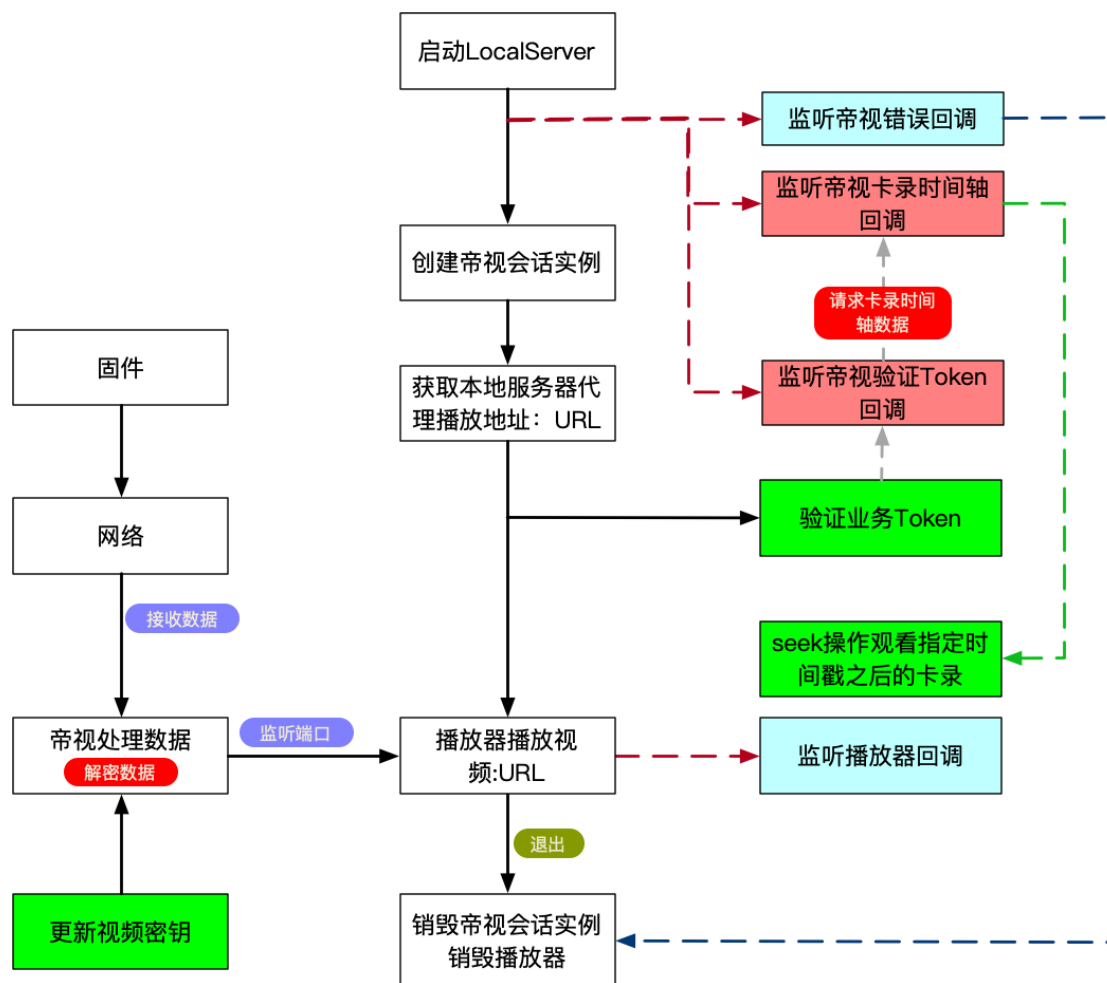 启动LocalServer
监听帝视错误回调
监听帝视卡录时间轴
回调
创建帝视会话实例
请求卡录时间
轴数据
固件
获取本地服务器代
理播放地址：URL
监听帝视验证Token
回调
网络
验证业务Token
接收数据
seek操作观看指定时
间戳之后的卡录
帝视处理数据
解密数据
监听端口
播放器播放视
频:URL
监听播放器回调
退出
更新视频密钥
销毁帝视会话实例
销毁播放器